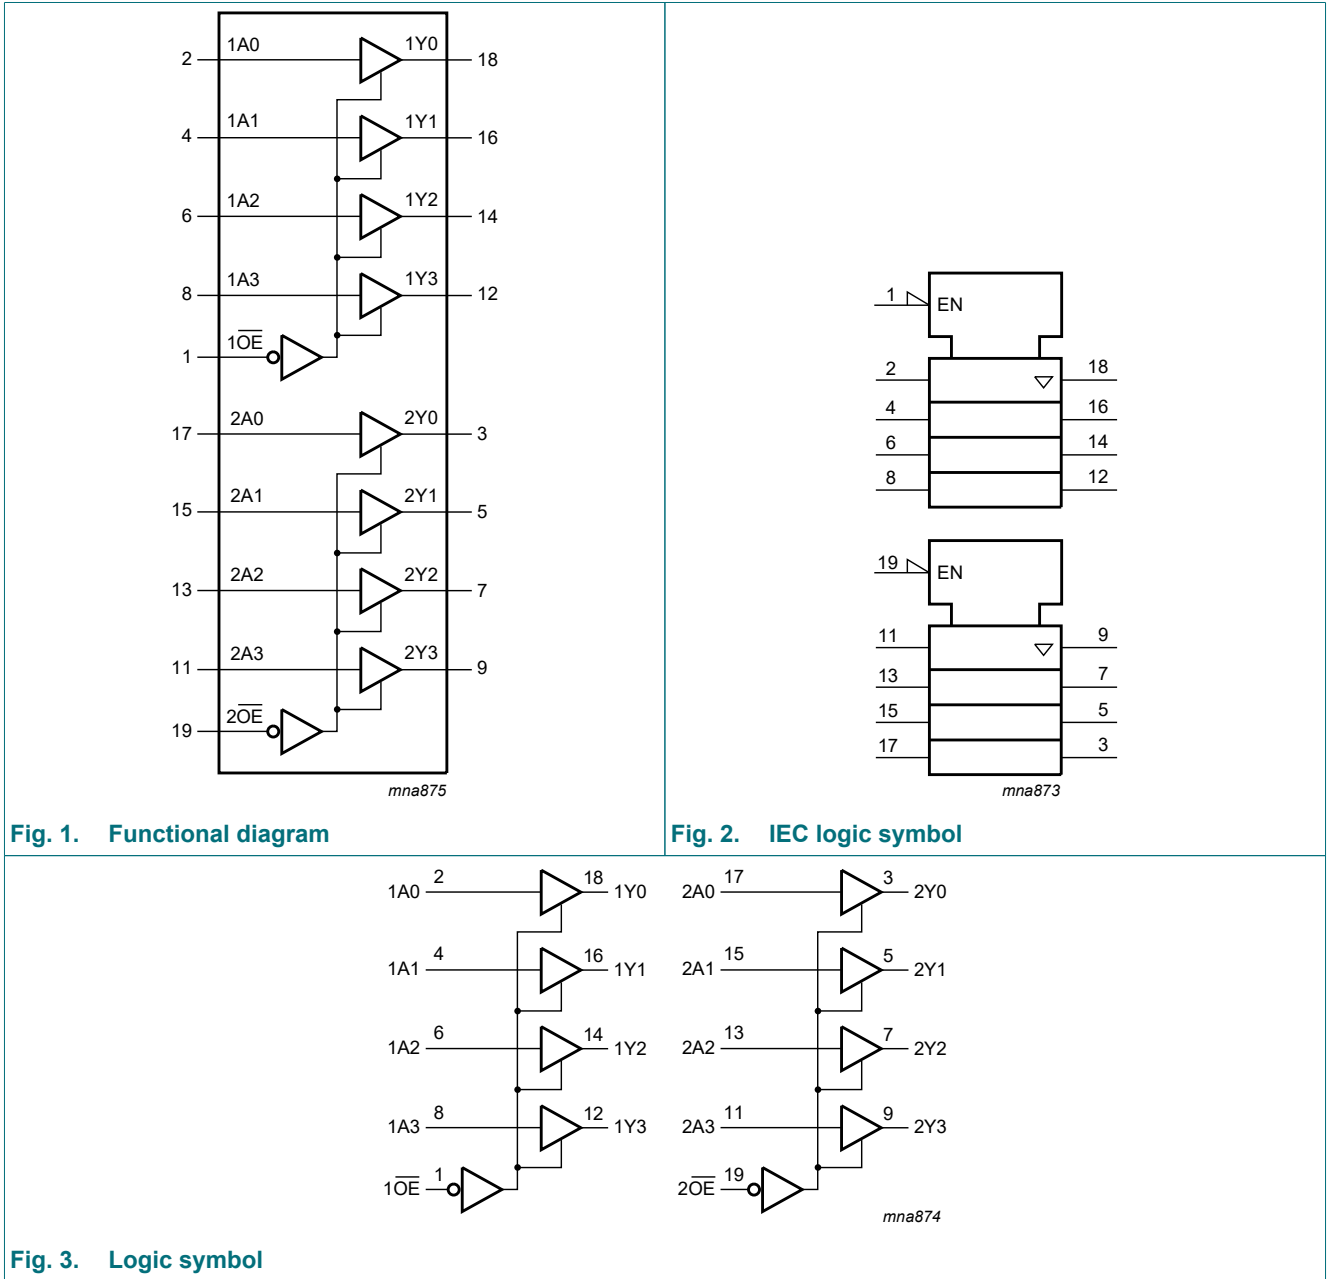 2 1A0 1Y0 18
4 1A1 1Y1 16
6 1A2 1Y2 14
8 1A3 1Y3 12
1 1O̅E̅
17 2A0 2Y0 3
15 2A1 2Y1 5
13 2A2 2Y2 7
11 2A3 2Y3 9
19 2O̅E̅
mna875
Fig. 1. Functional diagram
1 EN
2 18
4 16
6 14
8 12
19 EN
11 9
13 7
15 5
17 3
mna873
Fig. 2. IEC logic symbol
1A0 2 18 1Y0
1A1 4 16 1Y1
1A2 6 14 1Y2
1A3 8 12 1Y3
1O̅E̅ 1
2A0 17 3 2Y0
2A1 15 5 2Y1
2A2 13 7 2Y2
2A3 11 9 2Y3
2O̅E̅ 19
mna874
Fig. 3. Logic symbol